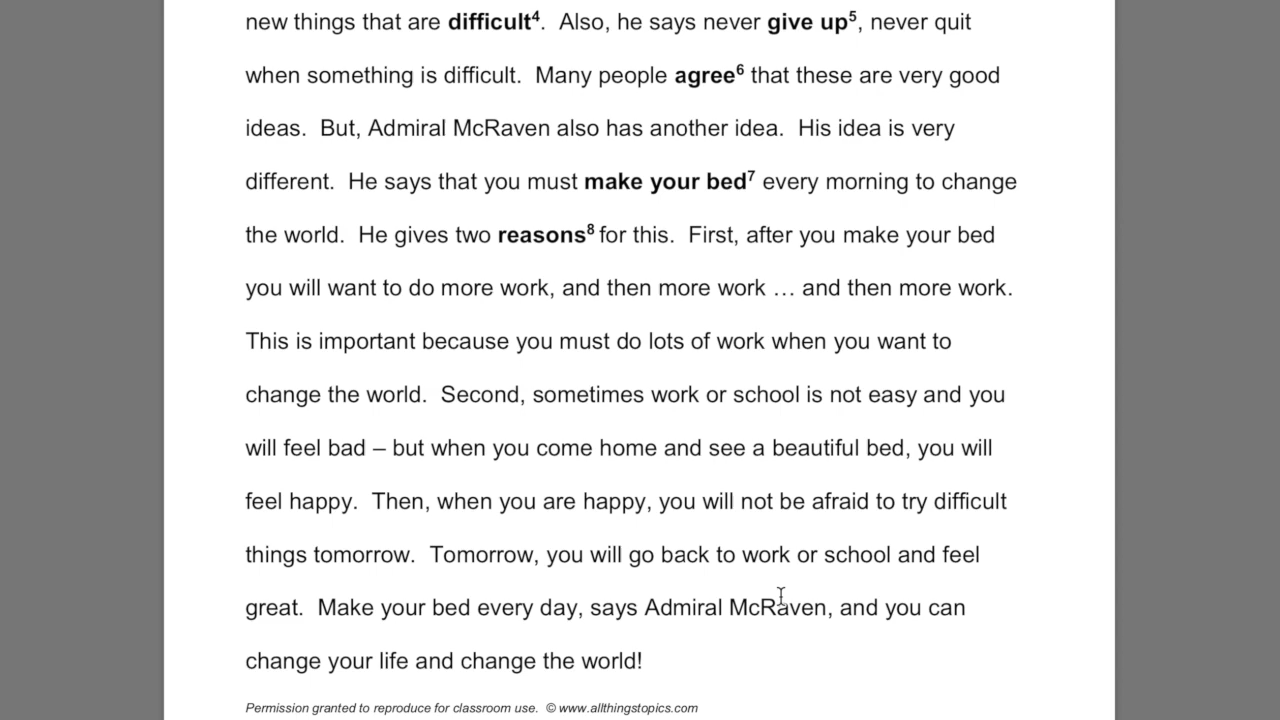 new things that are difficult⁴.  Also, he says never give up⁵, never quit
when something is difficult.  Many people agree⁶ that these are very good
ideas.  But, Admiral McRaven also has another idea.  His idea is very
different.  He says that you must make your bed⁷ every morning to change
the world.  He gives two reasons⁸ for this.  First, after you make your bed
you will want to do more work, and then more work … and then more work.
This is important because you must do lots of work when you want to
change the world.  Second, sometimes work or school is not easy and you
will feel bad – but when you come home and see a beautiful bed, you will
feel happy.  Then, when you are happy, you will not be afraid to try difficult
things tomorrow.  Tomorrow, you will go back to work or school and feel
great.  Make your bed every day, says Admiral McRaven, and you can
change your life and change the world!
Permission granted to reproduce for classroom use.  © www.allthingstopics.com